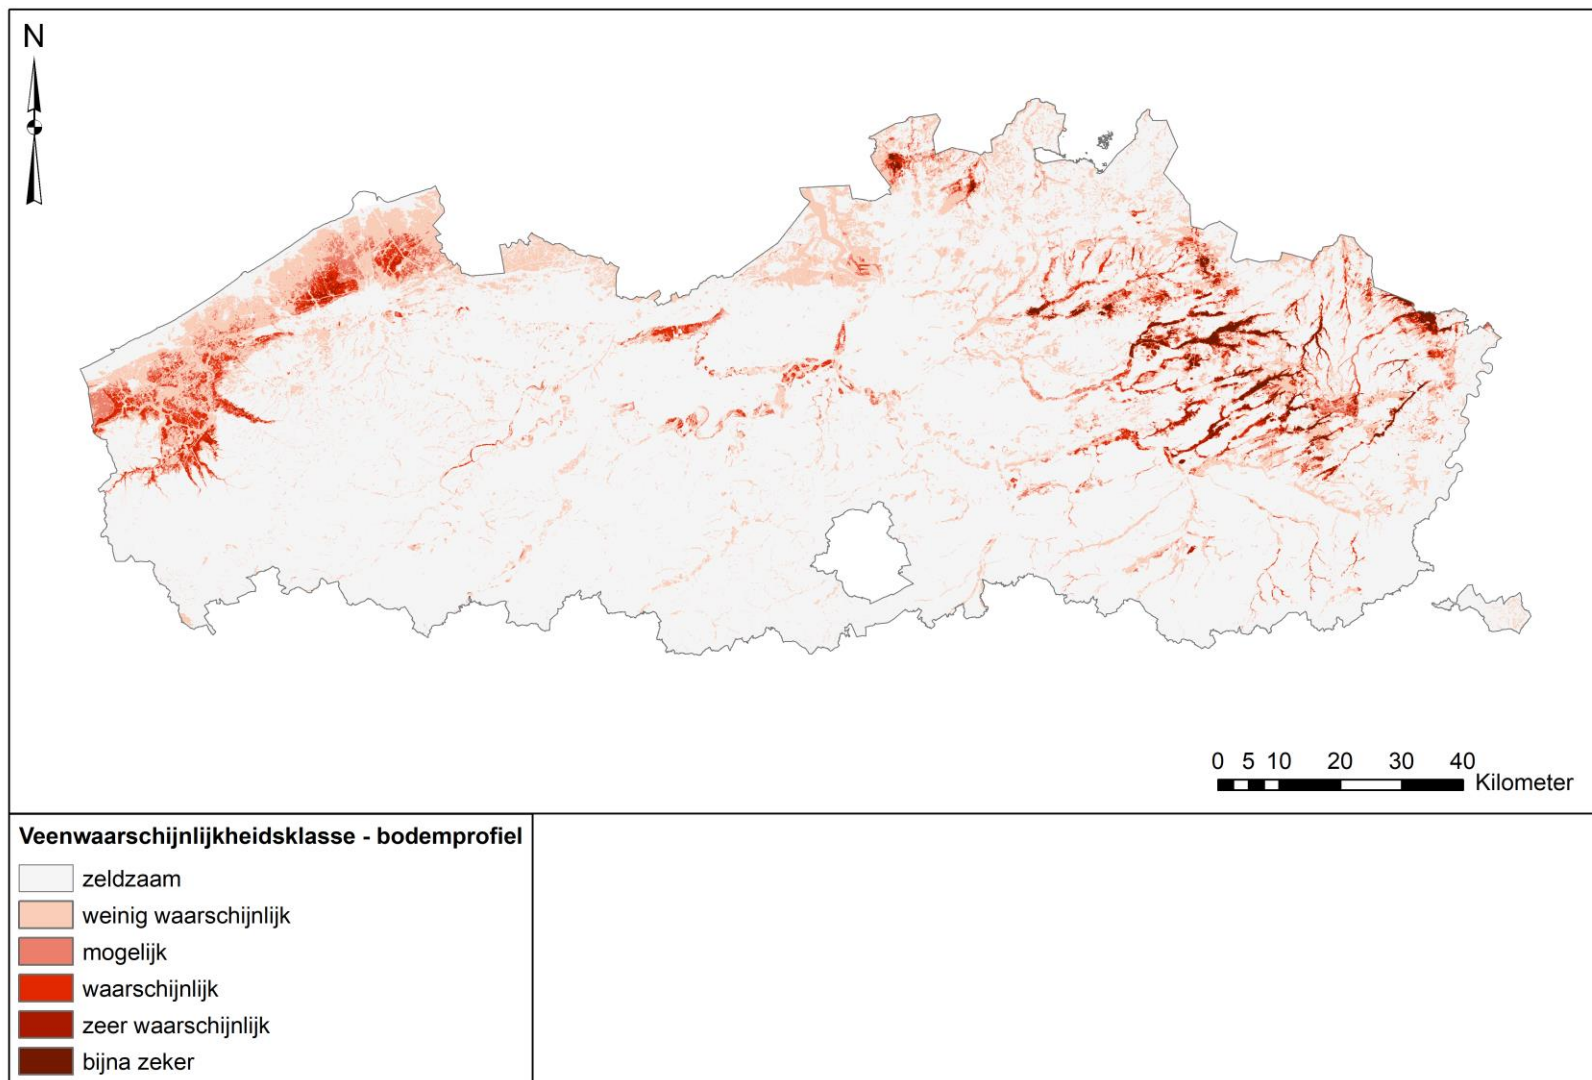 N
0 5 10 20 30 40
Kilometer
Veenwaarschijnlijkheidsklasse - bodemprofiel
zeldzaam
weinig waarschijnlijk
mogelijk
waarschijnlijk
zeer waarschijnlijk
bijna zeker